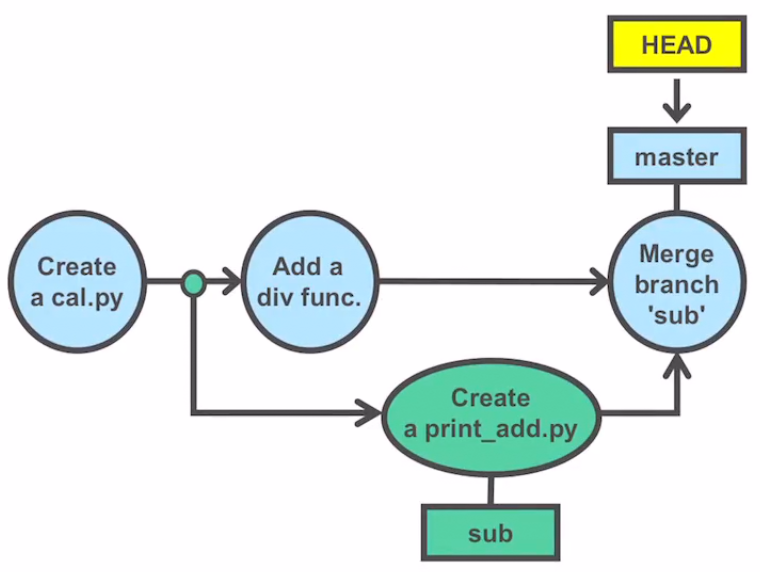 HEAD
master
Create
a cal.py
Add a
div func.
Merge
branch
'sub'
Create
a print_add.py
sub